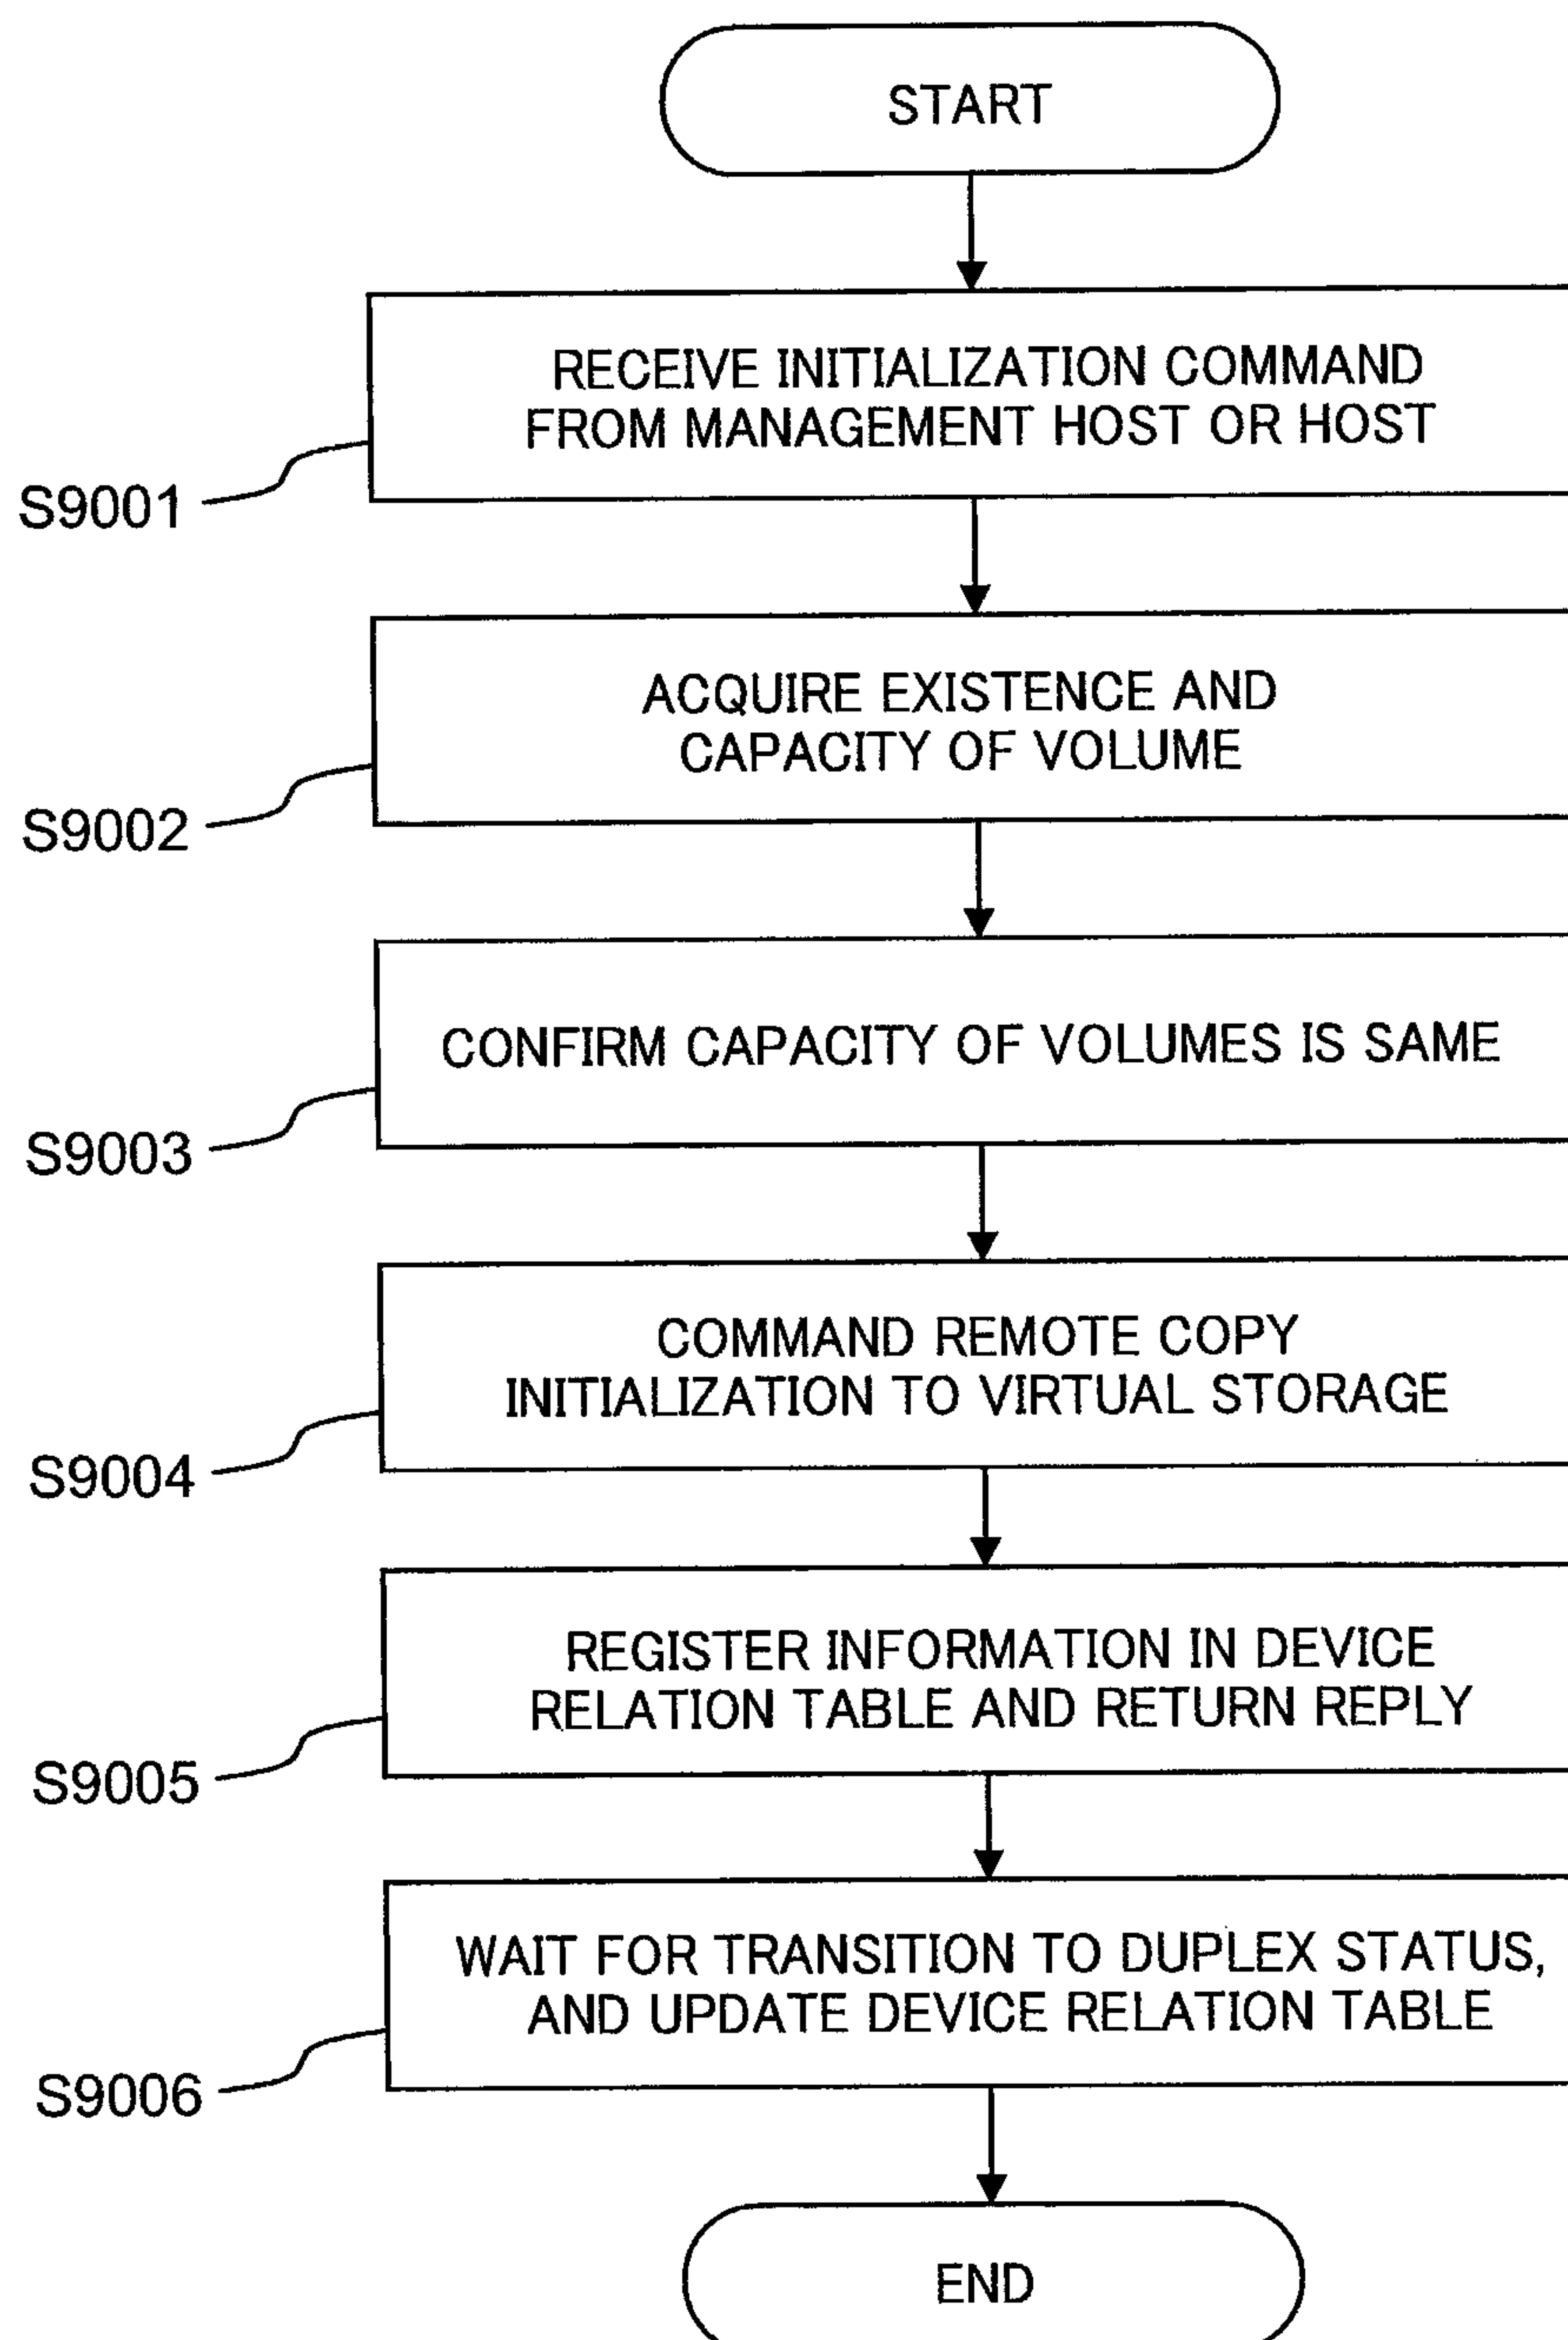 START
RECEIVE INITIALIZATION COMMAND
FROM MANAGEMENT HOST OR HOST
S9001
ACQUIRE EXISTENCE AND
CAPACITY OF VOLUME
S9002
CONFIRM CAPACITY OF VOLUMES IS SAME
S9003
COMMAND REMOTE COPY
INITIALIZATION TO VIRTUAL STORAGE
S9004
REGISTER INFORMATION IN DEVICE
RELATION TABLE AND RETURN REPLY
S9005
WAIT FOR TRANSITION TO DUPLEX STATUS,
AND UPDATE DEVICE RELATION TABLE
S9006
END